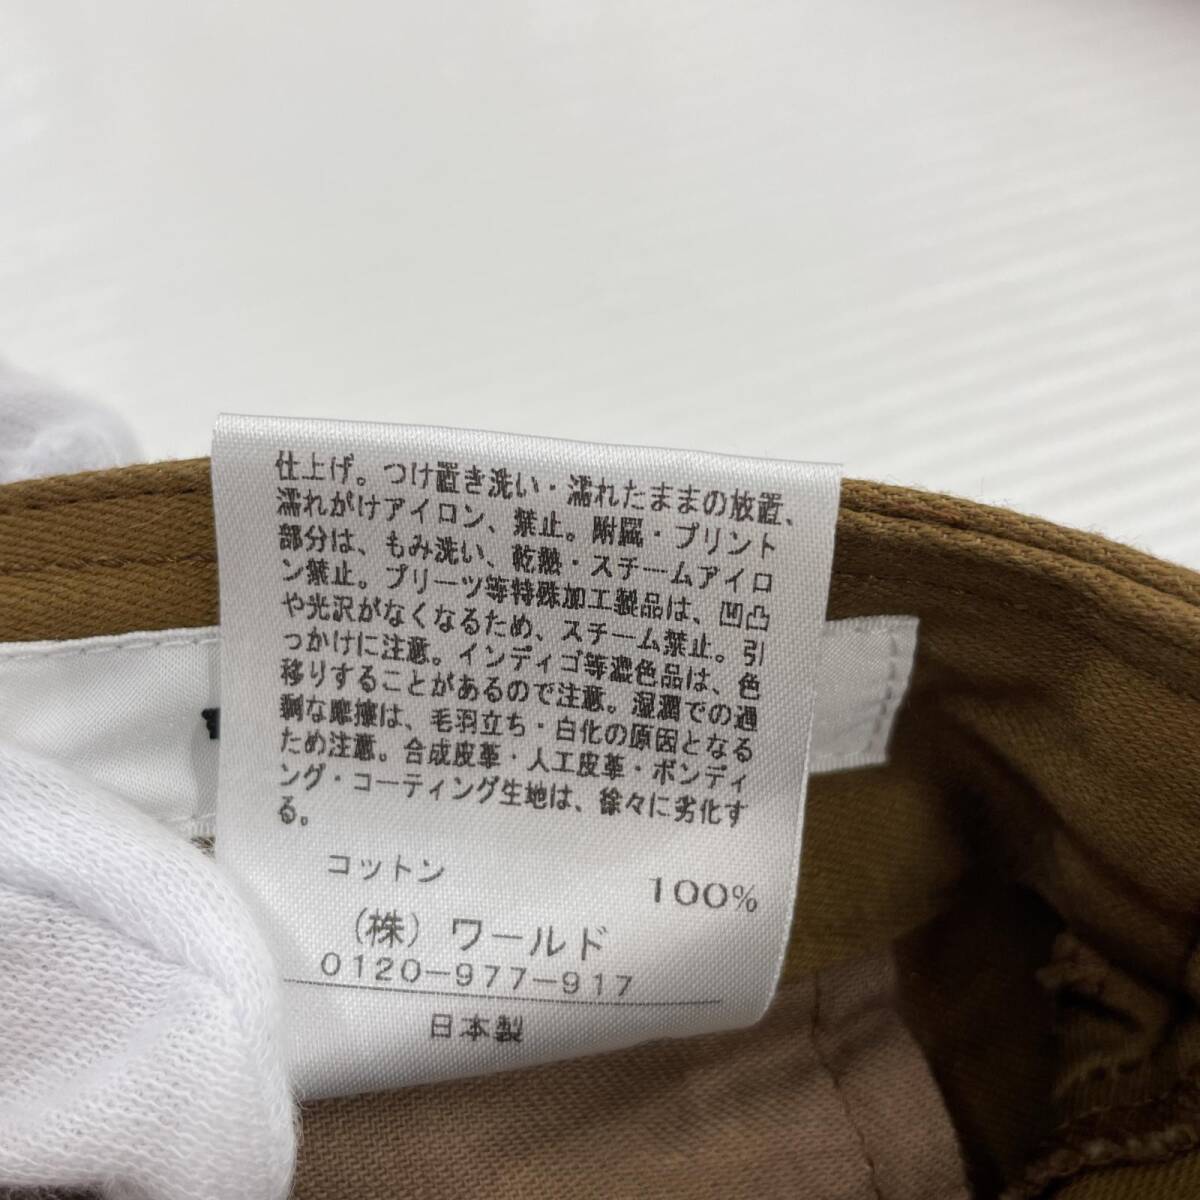 仕上げ。つけ置き洗い・濡れたままの放置、
濡れがけアイロン、禁止。附属・プリント
部分は、もみ洗い、乾熱・スチームアイロ
ン禁止。プリーツ等特殊加工製品は、凹凸
や光沢がなくなるため、スチーム禁止。引
っかけに注意。インディゴ等濃色品は、色
移りすることがあるので注意。湿潤での過
剰な摩擦は、毛羽立ち・白化の原因となる
ため注意。合成皮革・人工皮革・ボンディ
ング・コーティング生地は、徐々に劣化す
る。
コットン 100%
(株) ワールド
0120-977-917
日本製